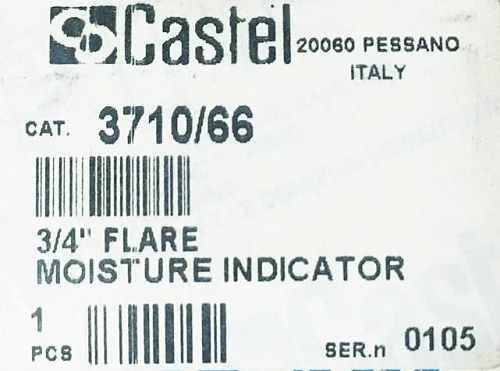 Castel 20060 PESSANO
ITALY
CAT. 3710/66
3/4" FLARE
MOISTURE INDICATOR
1
PCS
SER.n 0105